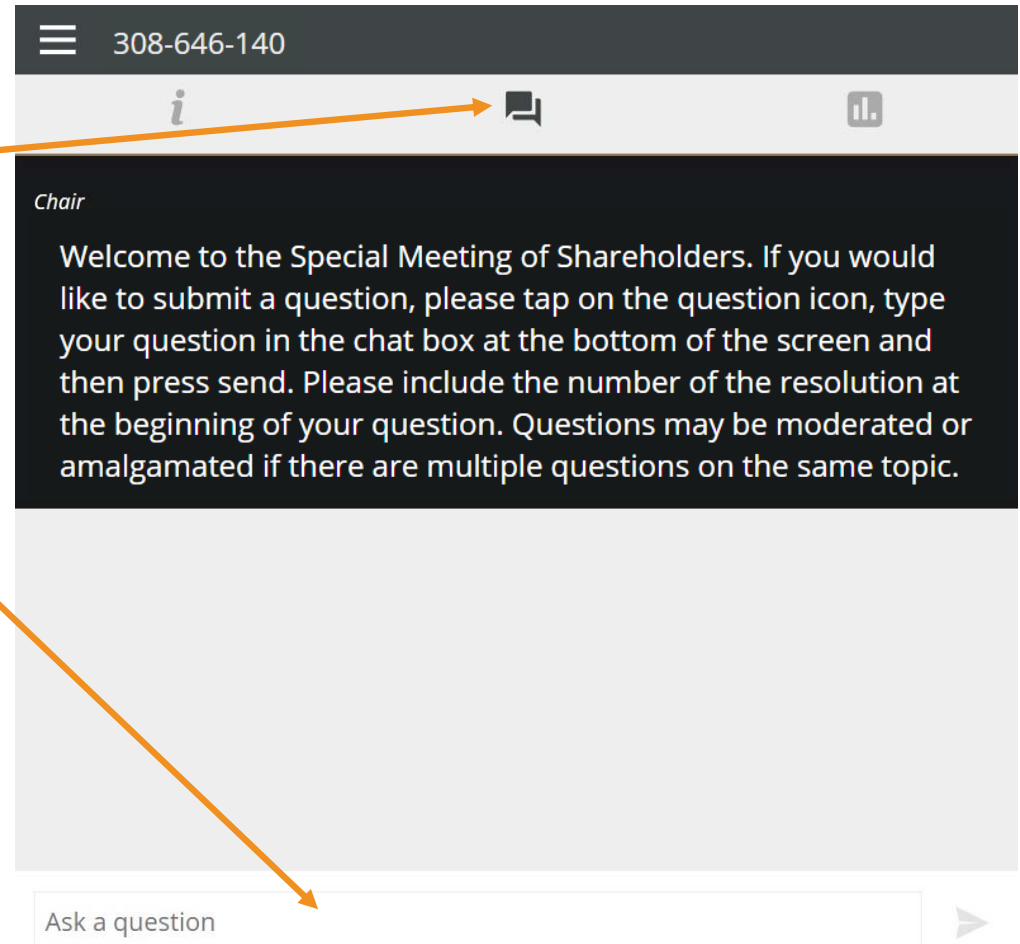 308-646-140
Chair
Welcome to the Special Meeting of Shareholders. If you would
like to submit a question, please tap on the question icon, type
your question in the chat box at the bottom of the screen and
then press send. Please include the number of the resolution at
the beginning of your question. Questions may be moderated or
amalgamated if there are multiple questions on the same topic.
Ask a question